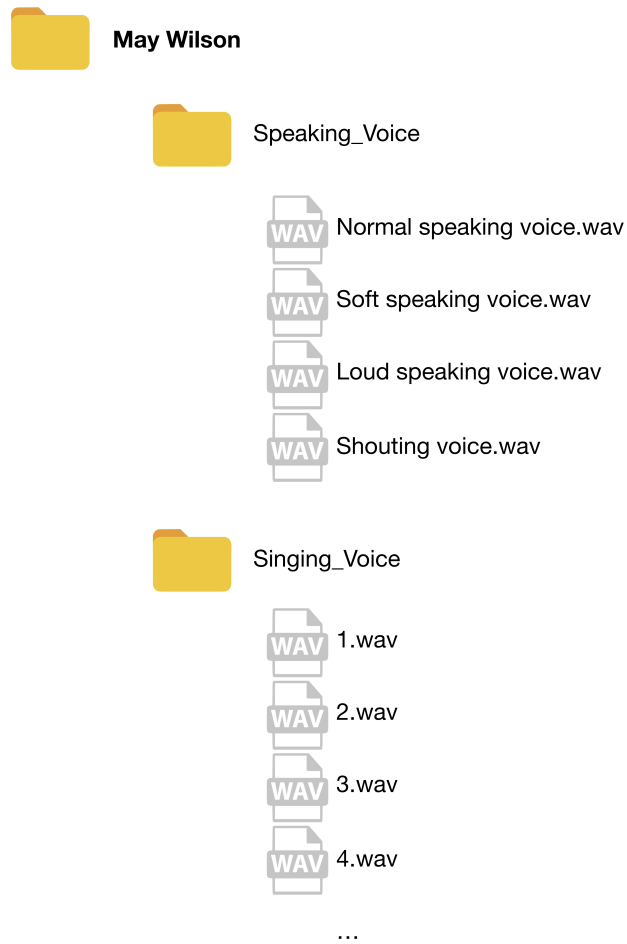 May Wilson
Speaking_Voice
WAV Normal speaking voice.wav
WAV Soft speaking voice.wav
WAV Loud speaking voice.wav
WAV Shouting voice.wav
Singing_Voice
WAV 1.wav
WAV 2.wav
WAV 3.wav
WAV 4.wav
...